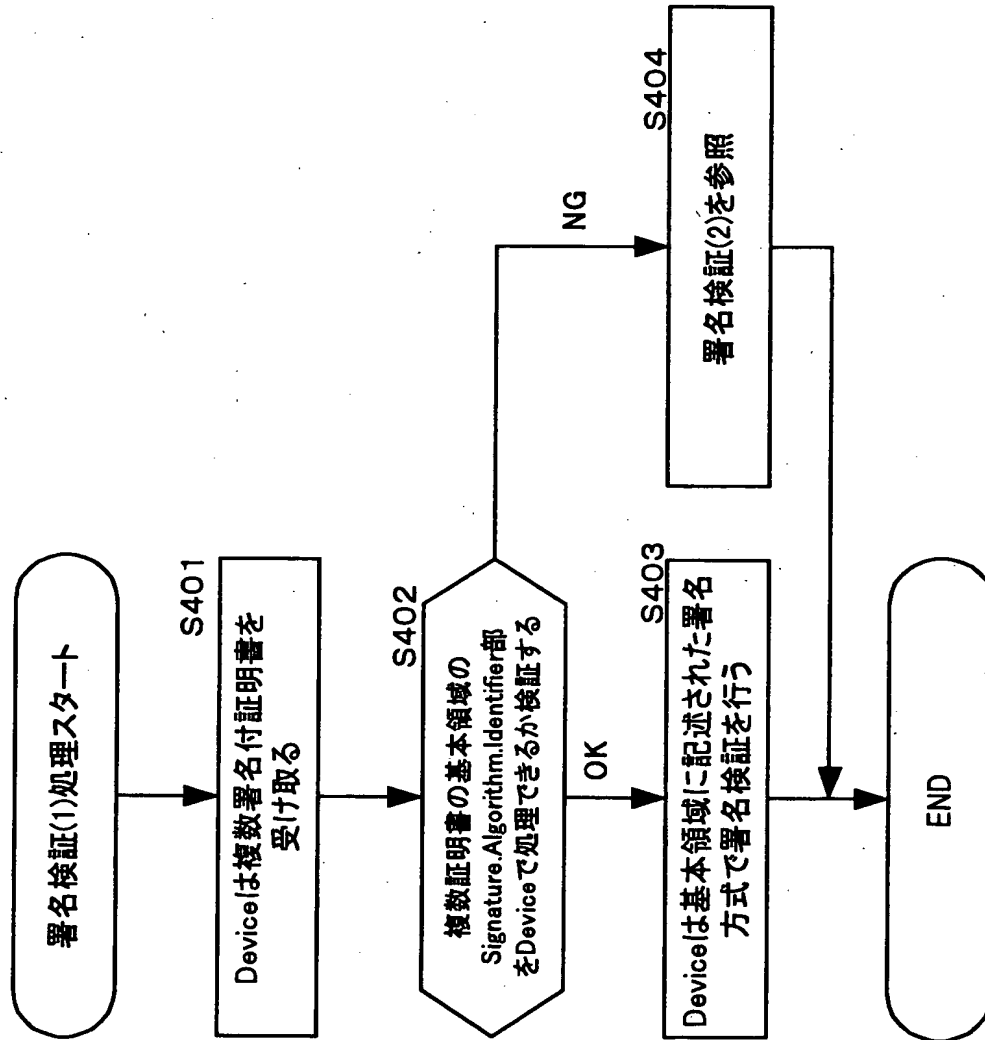 署名検証(1)処理スタート
S401
Deviceは複数署名付証明書を
受け取る
S402
複数証明書の基本領域の
Signature.Algorithm.Identifier部
をDeviceで処理できるか検証する
NG
OK
S403
Deviceは基本領域に記述された署名
方式で署名検証を行う
S404
署名検証(2)を参照
END